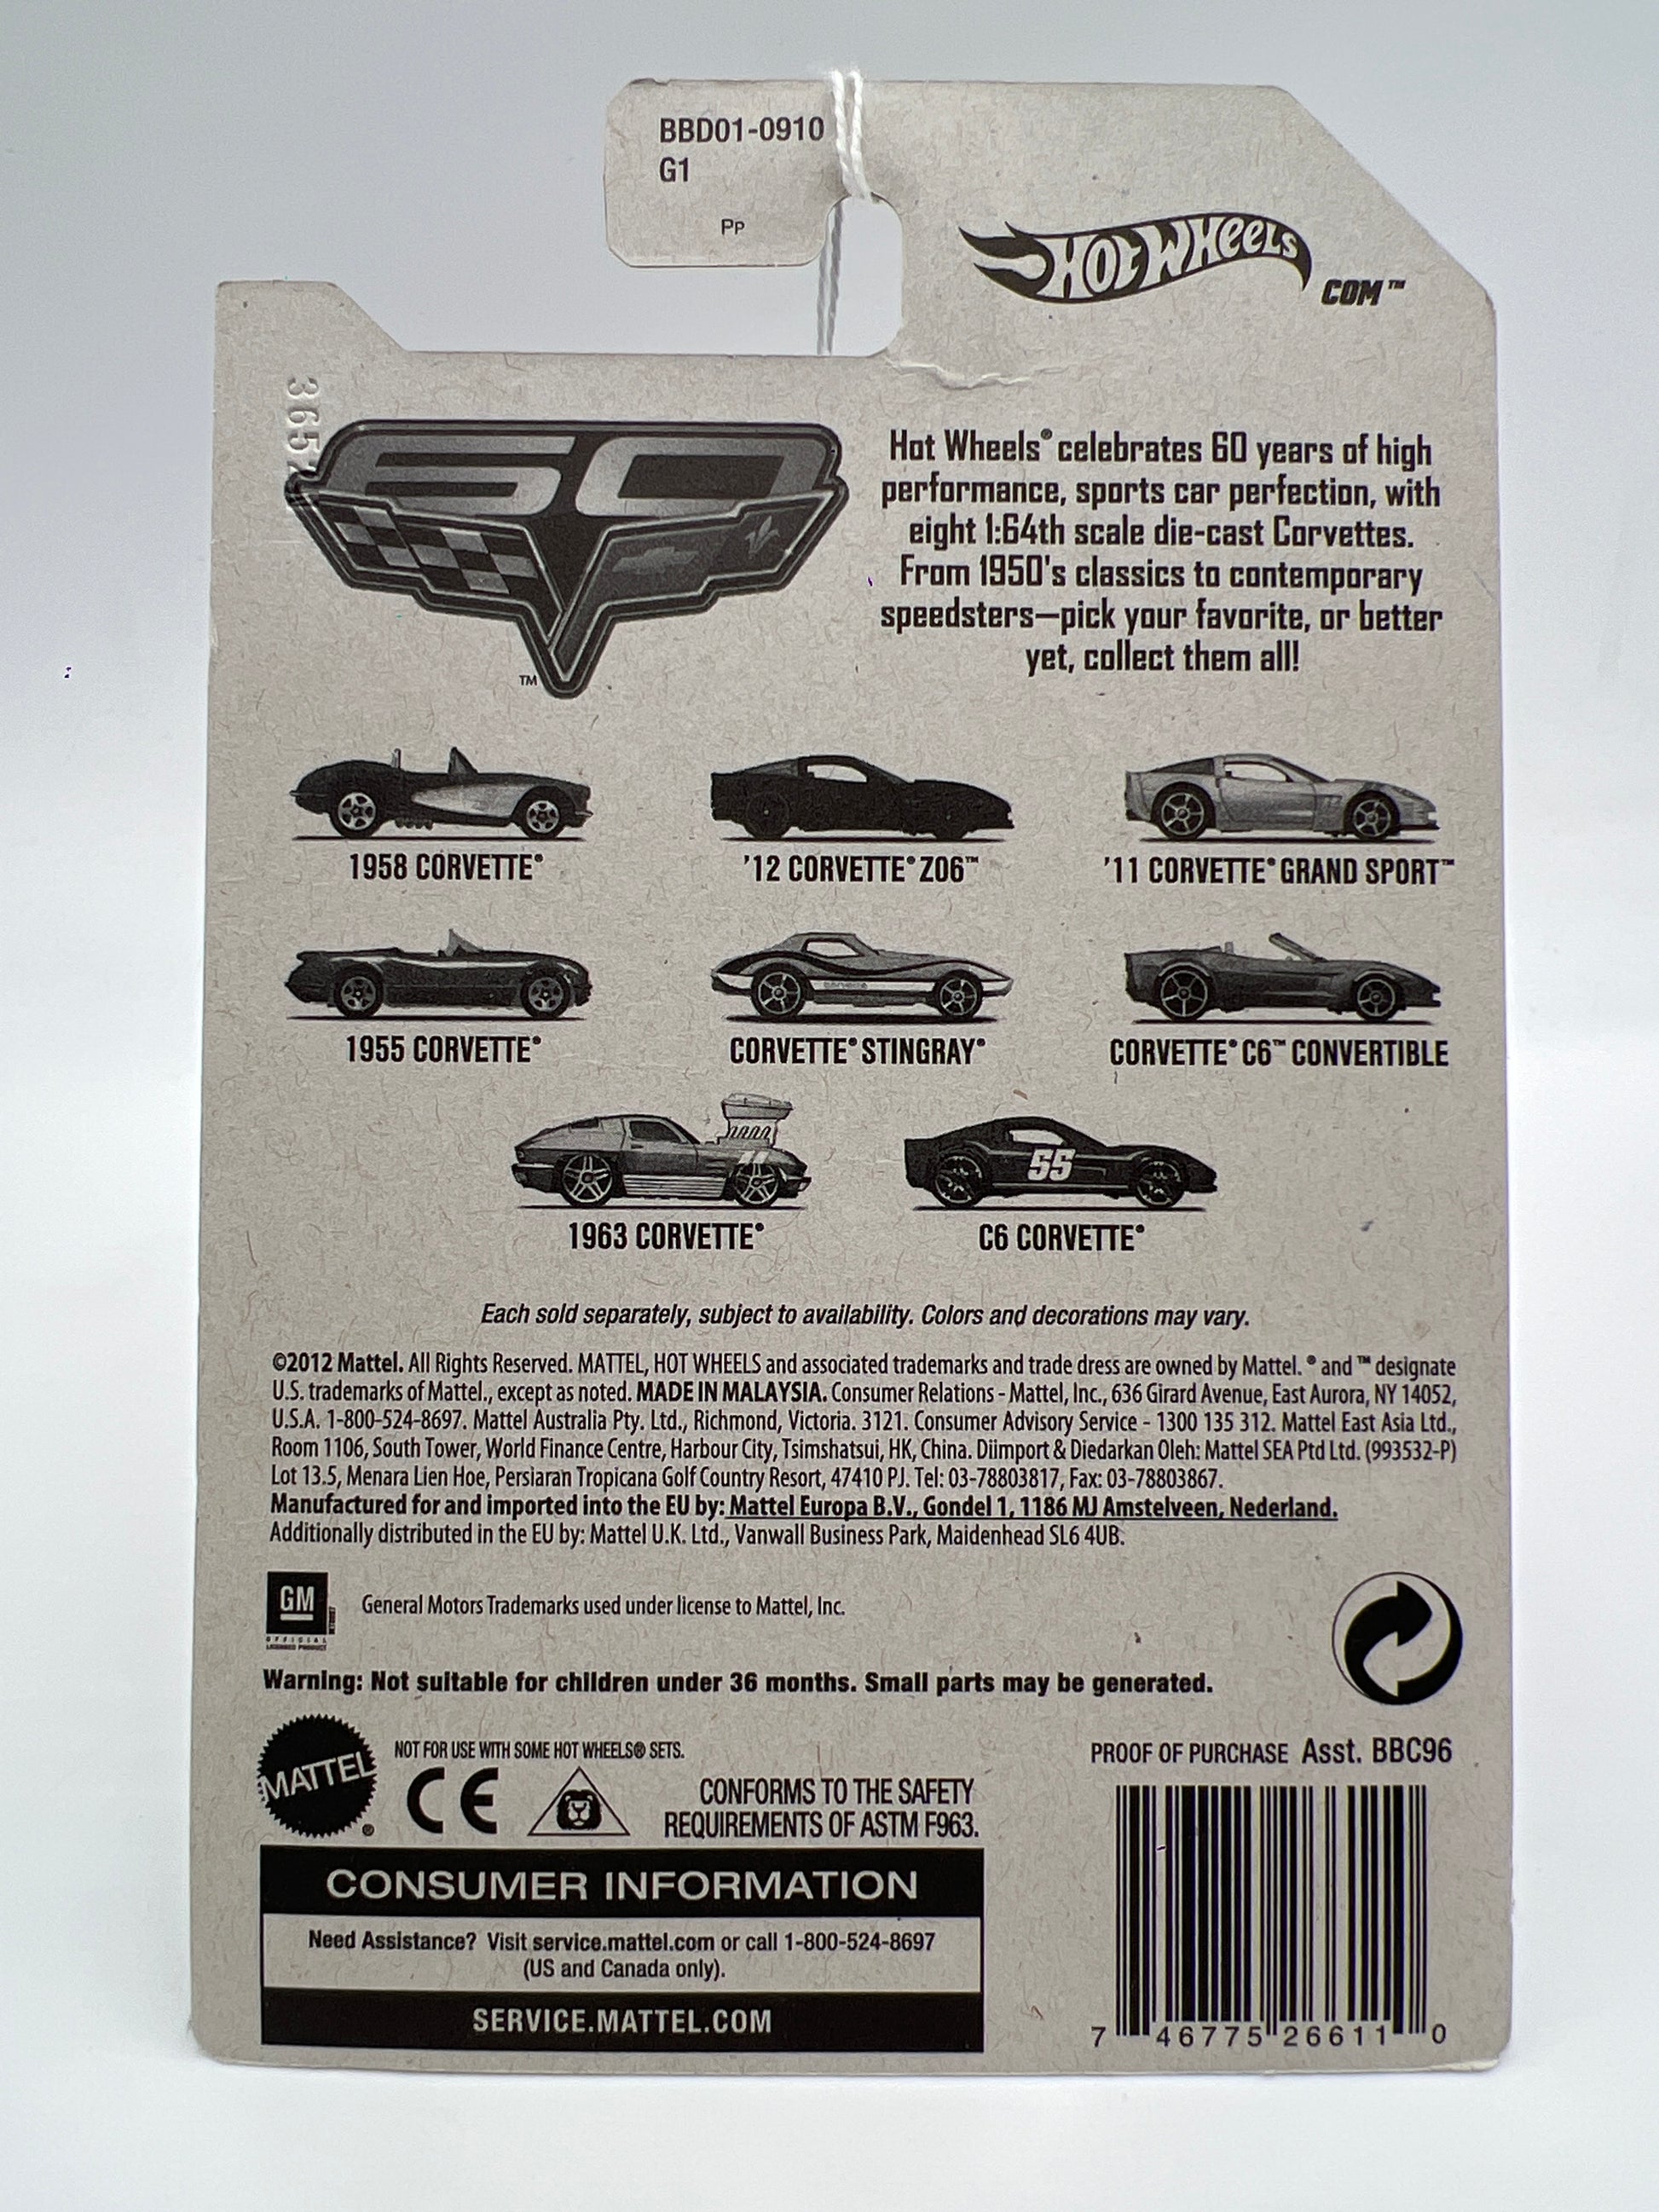 BBD01-0910
G1
Pp
HOT WHEELS
COM™
365
60
Hot Wheels® celebrates 60 years of high
performance, sports car perfection, with
eight 1:64th scale die-cast Corvettes.
From 1950's classics to contemporary
speedsters—pick your favorite, or better
yet, collect them all!
TM
1958 CORVETTE®
'12 CORVETTE® Z06™
'11 CORVETTE® GRAND SPORT™
1955 CORVETTE®
CORVETTE® STINGRAY®
CORVETTE® C6™ CONVERTIBLE
55
1963 CORVETTE®
C6 CORVETTE®
Each sold separately, subject to availability. Colors and decorations may vary.
©2012 Mattel. All Rights Reserved. MATTEL, HOT WHEELS and associated trademarks and trade dress are owned by Mattel. ® and ™ designate
U.S. trademarks of Mattel., except as noted. MADE IN MALAYSIA. Consumer Relations - Mattel, Inc., 636 Girard Avenue, East Aurora, NY 14052,
U.S.A. 1-800-524-8697. Mattel Australia Pty. Ltd., Richmond, Victoria. 3121. Consumer Advisory Service - 1300 135 312. Mattel East Asia Ltd.,
Room 1106, South Tower, World Finance Centre, Harbour City, Tsimshatsui, HK, China. Diimport & Diedarkan Oleh: Mattel SEA Ptd Ltd. (993532-P)
Lot 13.5, Menara Lien Hoe, Persiaran Tropicana Golf Country Resort, 47410 PJ. Tel: 03-78803817, Fax: 03-78803867.
Manufactured for and imported into the EU by: Mattel Europa B.V., Gondel 1, 1186 MJ Amstelveen, Nederland.
Additionally distributed in the EU by: Mattel U.K. Ltd., Vanwall Business Park, Maidenhead SL6 4UB.
GM
OFFICIAL
LICENSED PRODUCT
General Motors Trademarks used under license to Mattel, Inc.
Warning: Not suitable for children under 36 months. Small parts may be generated.
MATTEL®
NOT FOR USE WITH SOME HOT WHEELS® SETS.
CE
CONFORMS TO THE SAFETY
REQUIREMENTS OF ASTM F963.
PROOF OF PURCHASE Asst. BBC96
CONSUMER INFORMATION
Need Assistance? Visit service.mattel.com or call 1-800-524-8697
(US and Canada only).
SERVICE.MATTEL.COM
7 46775 26611 0